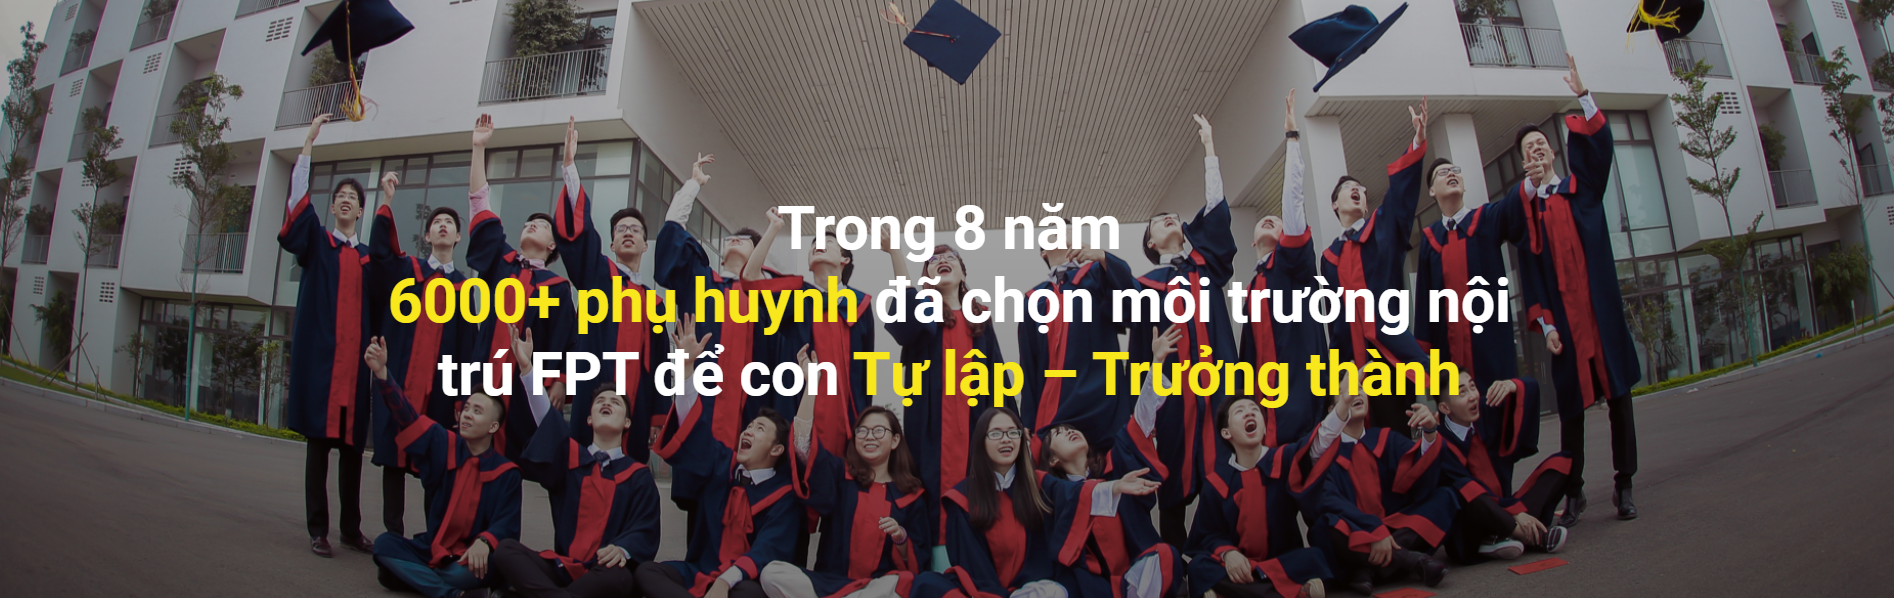 Trong 8 năm
6000+ phụ huynh đã chọn môi trường nội
trú FPT để con Tự lập – Trưởng thành